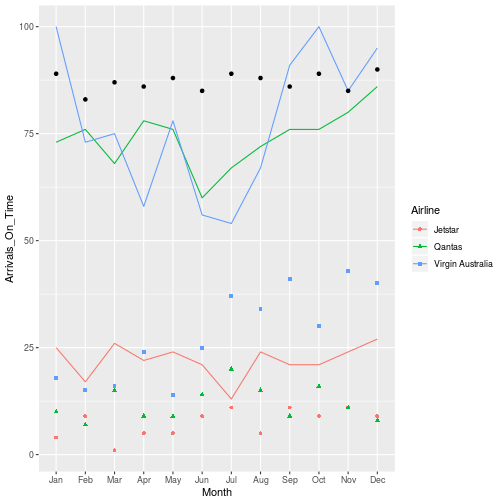 100
75
50
25
0
Arrivals_On_Time
Jan Feb Mar Apr May Jun Jul Aug Sep Oct Nov Dec
Month
Airline
Jetstar
Qantas
Virgin Australia